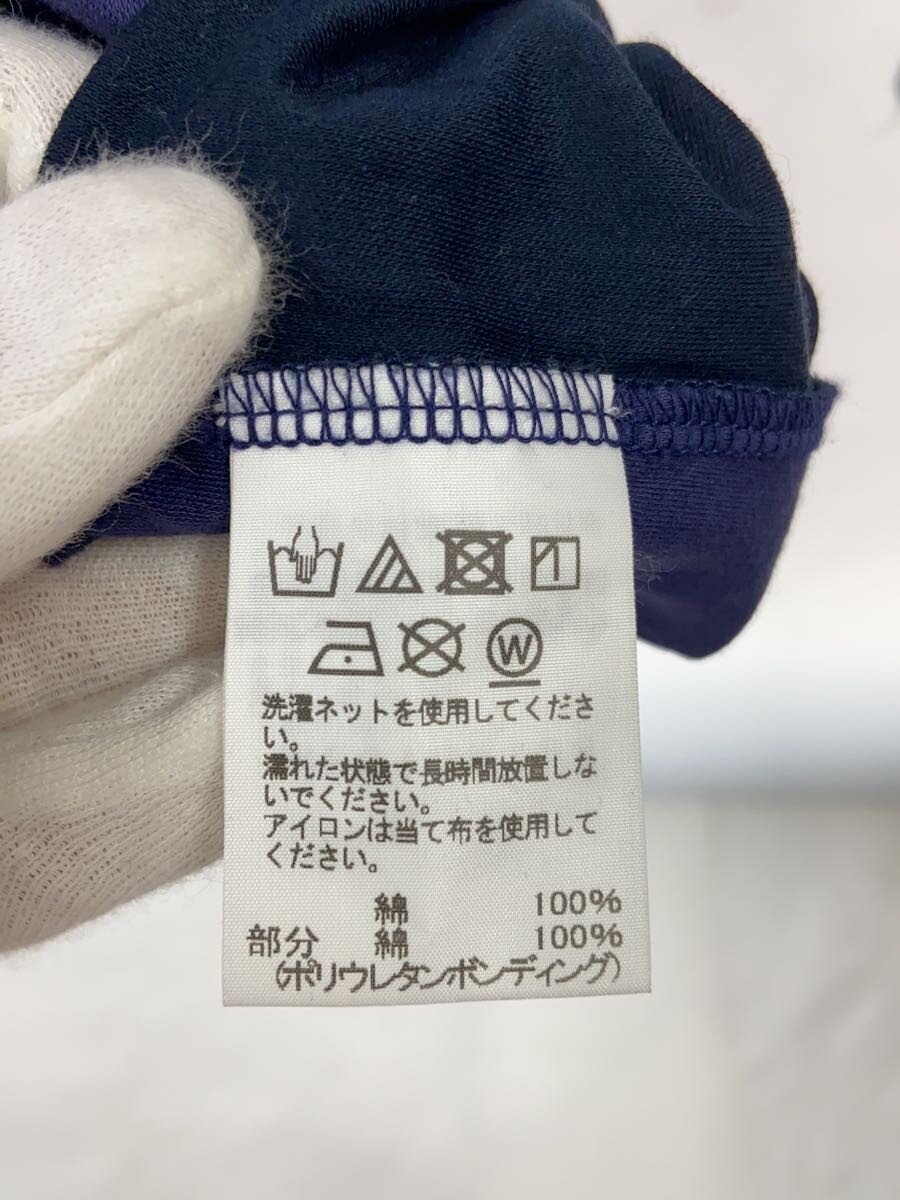 W
洗濯ネットを使用してくださ
い。
濡れた状態で長時間放置しな
いでください。
アイロンは当て布を使用して
ください。
綿 100%
部分 綿 100%
(ポリウレタンボンディング)